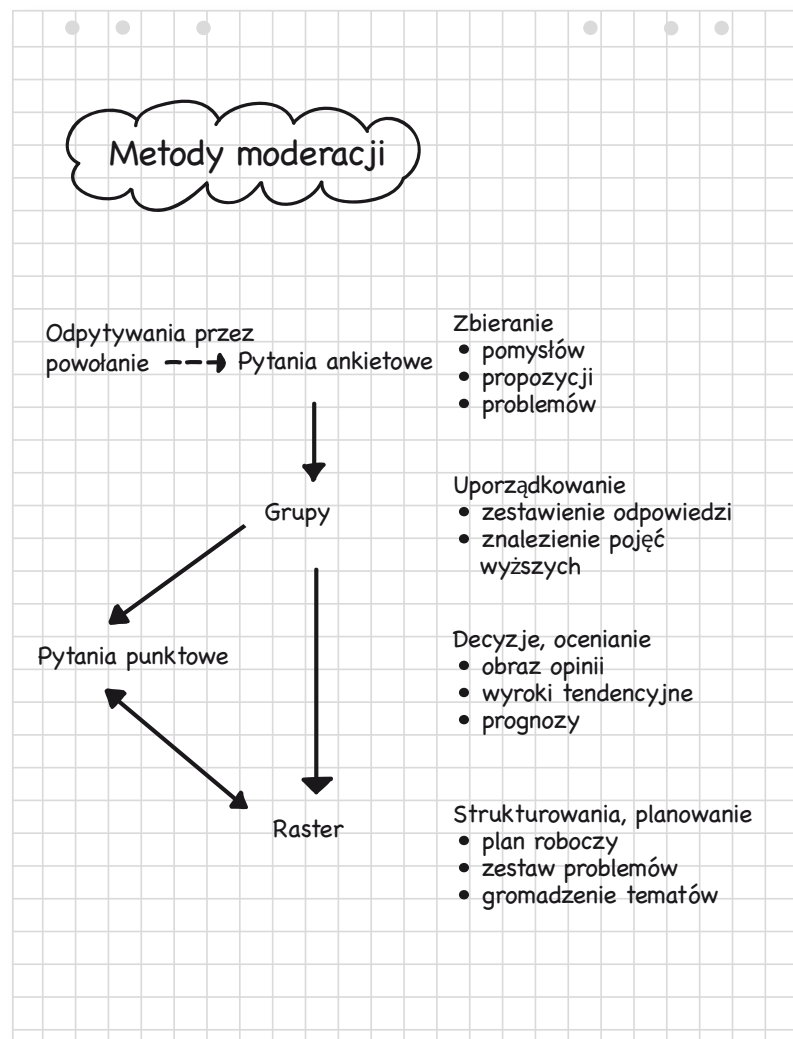 Metody moderacji
Odpytywania przez
powołanie
Pytania ankietowe
Zbieranie
• pomysłów
• propozycji
• problemów
Grupy
Uporządkowanie
• zestawienie odpowiedzi
• znalezienie pojęć
wyższych
Pytania punktowe
Decyzje, ocenianie
• obraz opinii
• wyroki tendencyjne
• prognozy
Raster
Strukturowania, planowanie
• plan roboczy
• zestaw problemów
• gromadzenie tematów